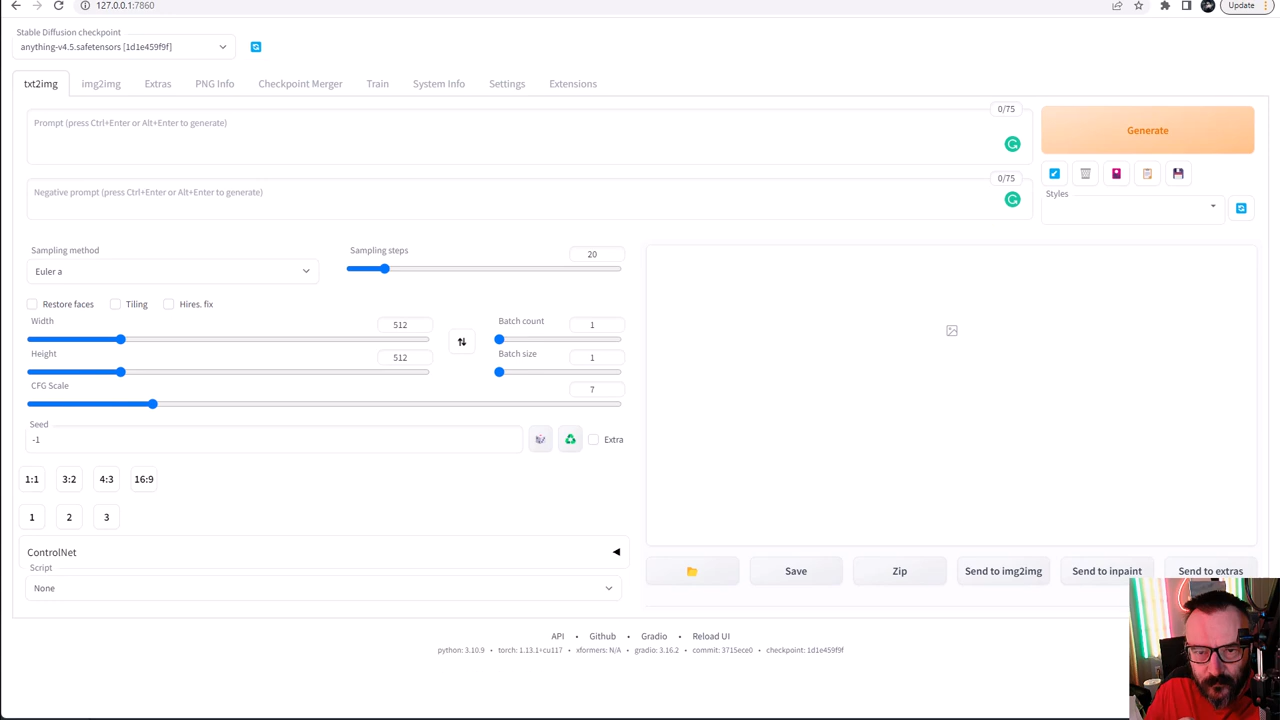 127.0.0.1:7860
Update
Stable Diffusion checkpoint
anything-v4.5.safetensors [1d1e459f9f]
txt2img
img2img
Extras
PNG Info
Checkpoint Merger
Train
System Info
Settings
Extensions
Prompt (press Ctrl+Enter or Alt+Enter to generate)
0/75
Generate
Negative prompt (press Ctrl+Enter or Alt+Enter to generate)
0/75
Styles
Sampling method
Euler a
Sampling steps
20
Restore faces
Tiling
Hires. fix
Width
512
Batch count
1
Height
512
Batch size
1
CFG Scale
7
Seed
-1
Extra
1:1
3:2
4:3
16:9
1
2
3
ControlNet
Script
None
Save
Zip
Send to img2img
Send to inpaint
Send to extras
API • Github • Gradio • Reload UI
python: 3.10.9 • torch: 1.13.1+cu117 • xformers: N/A • gradio: 3.16.2 • commit: 3715ece0 • checkpoint: 1d1e459f9f